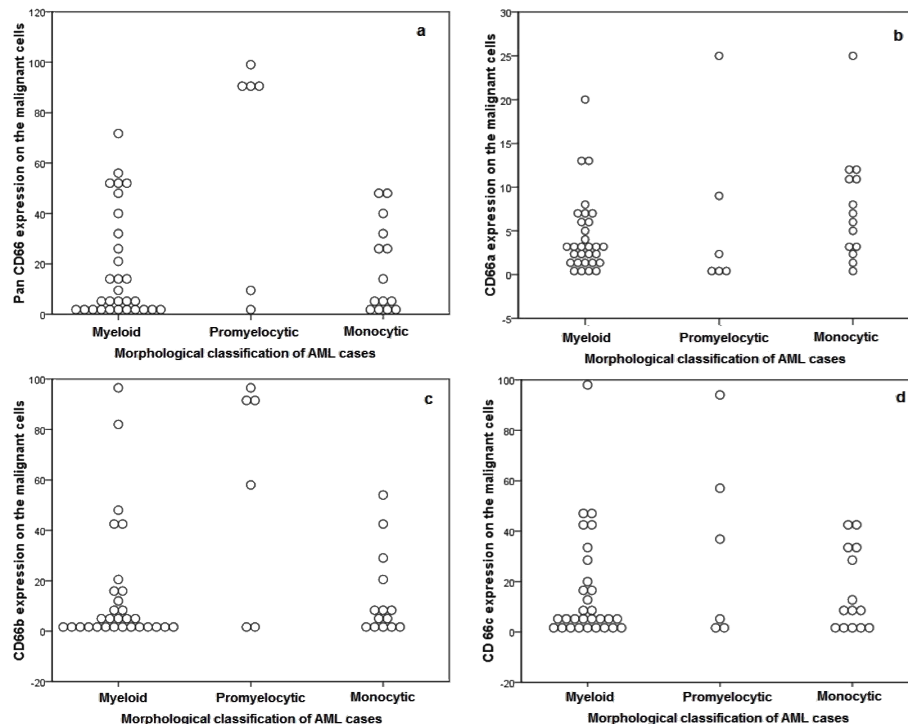 a
Pan CD66 expression on the malignant cells
120
100
80
60
40
20
0
Myeloid
Promyelocytic
Monocytic
Morphological classification of AML cases
b
CD66a expression on the malignant cells
30
25
20
15
10
5
0
-5
Myeloid
Promyelocytic
Monocytic
Morphological classification of AML cases
c
CD66b expression on the malignant cells
100
80
60
40
20
0
-20
Myeloid
Promyelocytic
Monocytic
Morphological classification of AML cases
d
CD 66c expression on the malignant cells
100
80
60
40
20
0
-20
Myeloid
Promyelocytic
Monocytic
Morphological classification of AML cases